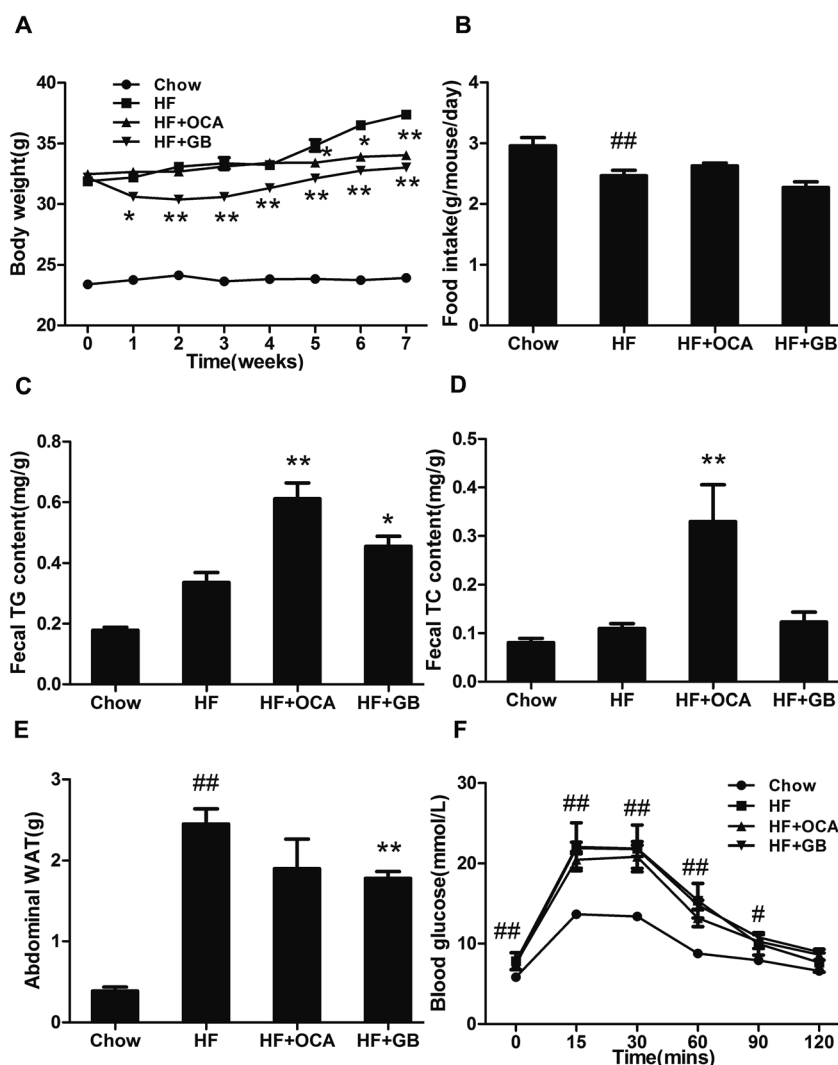 A
Chow
HF
HF+OCA
HF+GB
Body weight(g)
40
35
30
25
20
* * **
* ** ** ** ** ** **
0 1 2 3 4 5 6 7
Time(weeks)
B
Food intake(g/mouse/day)
4
3
2
1
0
##
Chow HF HF+OCA HF+GB
C
Fecal TG content(mg/g)
0.8
0.6
0.4
0.2
0.0
**
*
Chow HF HF+OCA HF+GB
D
Fecal TC content(mg/g)
0.5
0.4
0.3
0.2
0.1
0.0
**
Chow HF HF+OCA HF+GB
E
Abdominal WAT(g)
3
2
1
0
##
**
Chow HF HF+OCA HF+GB
F
Chow
HF
HF+OCA
HF+GB
Blood glucose(mmol/L)
30
20
10
0
## ## ## ## #
0 15 30 60 90 120
Time(mins)